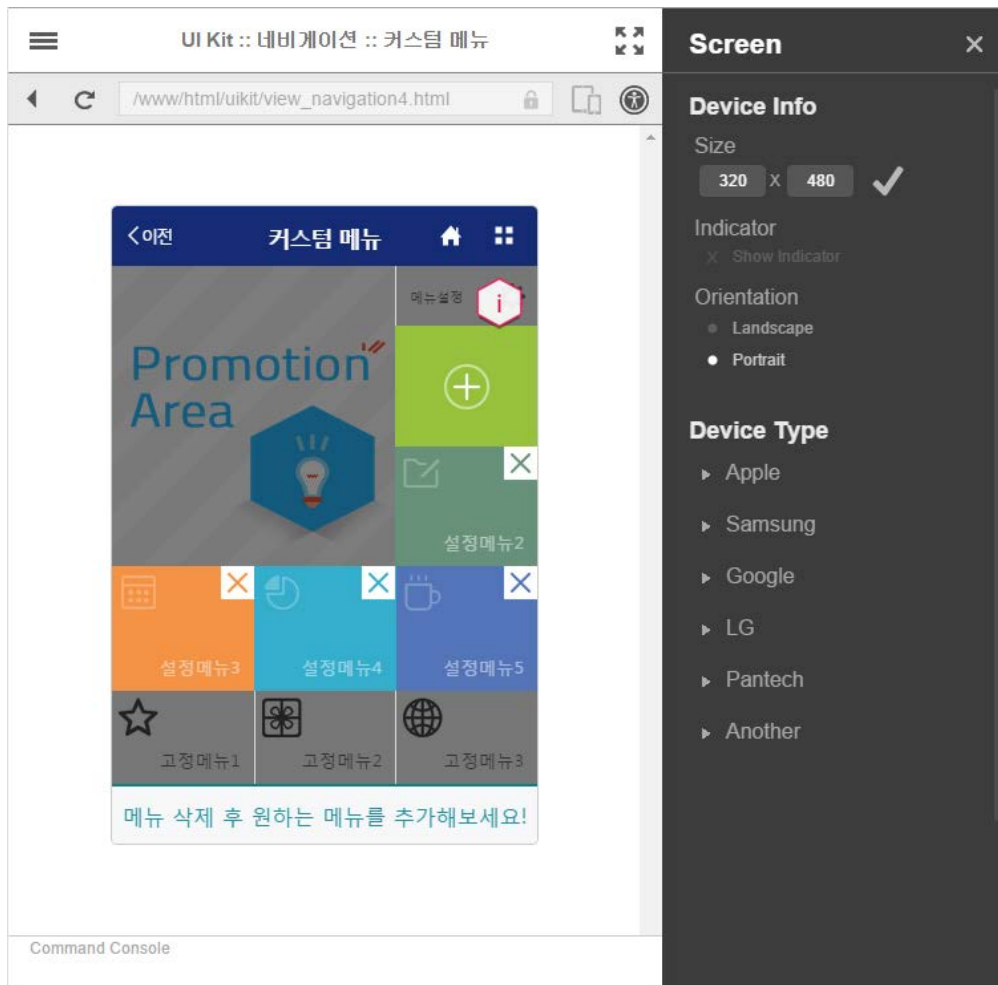 UI Kit :: 네비게이션 :: 커스텀 메뉴
/www/html/uikit/view_navigation4.html
이전
커스텀 메뉴
메뉴설정
i
Promotion
Area
설정메뉴2
설정메뉴3
설정메뉴4
설정메뉴5
고정메뉴1
고정메뉴2
고정메뉴3
메뉴 삭제 후 원하는 메뉴를 추가해보세요!
Command Console
Screen
Device Info
Size
320 X 480
Indicator
X Show Indicator
Orientation
Landscape
Portrait
Device Type
Apple
Samsung
Google
LG
Pantech
Another